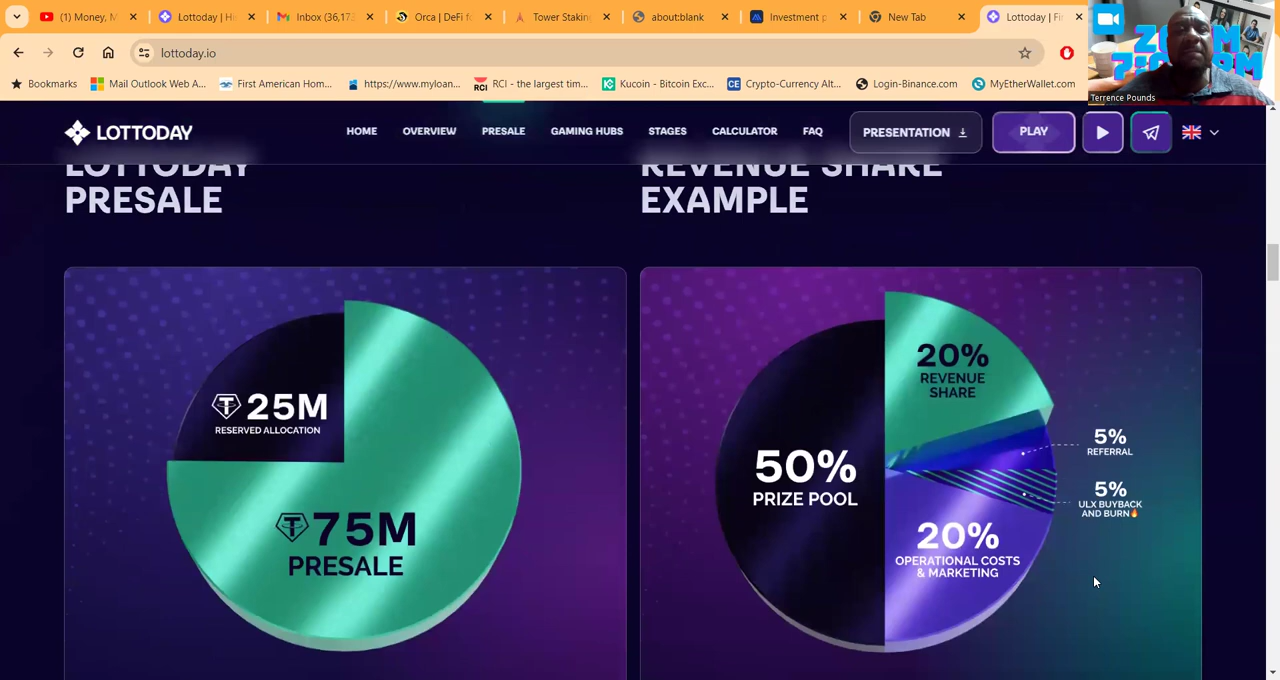 (1) Money, M
Lottoday | H
Inbox (36,17
Orca | DeFi fo
Tower Stakin
about:blank
Investment p
New Tab
Lottoday | Fi
lottoday.io
Bookmarks
Mail Outlook Web A...
First American Hom...
https://www.myloan...
RCI - the largest tim...
Kucoin - Bitcoin Exc...
Crypto-Currency Alt...
Login-Binance.com
MyEtherWallet.com
Terrence Pounds
LOTTODAY
HOME
OVERVIEW
PRESALE
GAMING HUBS
STAGES
CALCULATOR
FAQ
PRESENTATION
PLAY
LOTTODAY
PRESALE
25M
RESERVED ALLOCATION
75M
PRESALE
REVENUE SHARE
EXAMPLE
50%
PRIZE POOL
20%
REVENUE
SHARE
5%
REFERRAL
5%
ULX BUYBACK
AND BURN🔥
20%
OPERATIONAL COSTS
& MARKETING